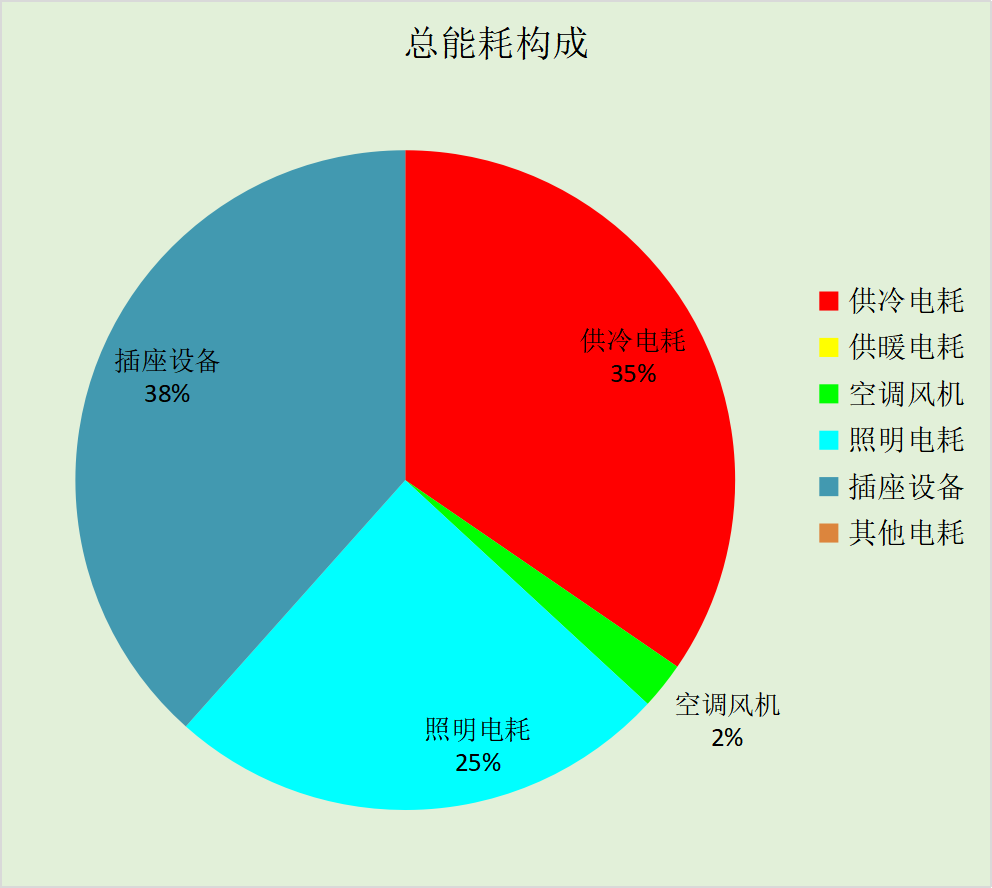 总能耗构成
供冷电耗
35%
插座设备
38%
空调风机
2%
照明电耗
25%
供冷电耗
供暖电耗
空调风机
照明电耗
插座设备
其他电耗